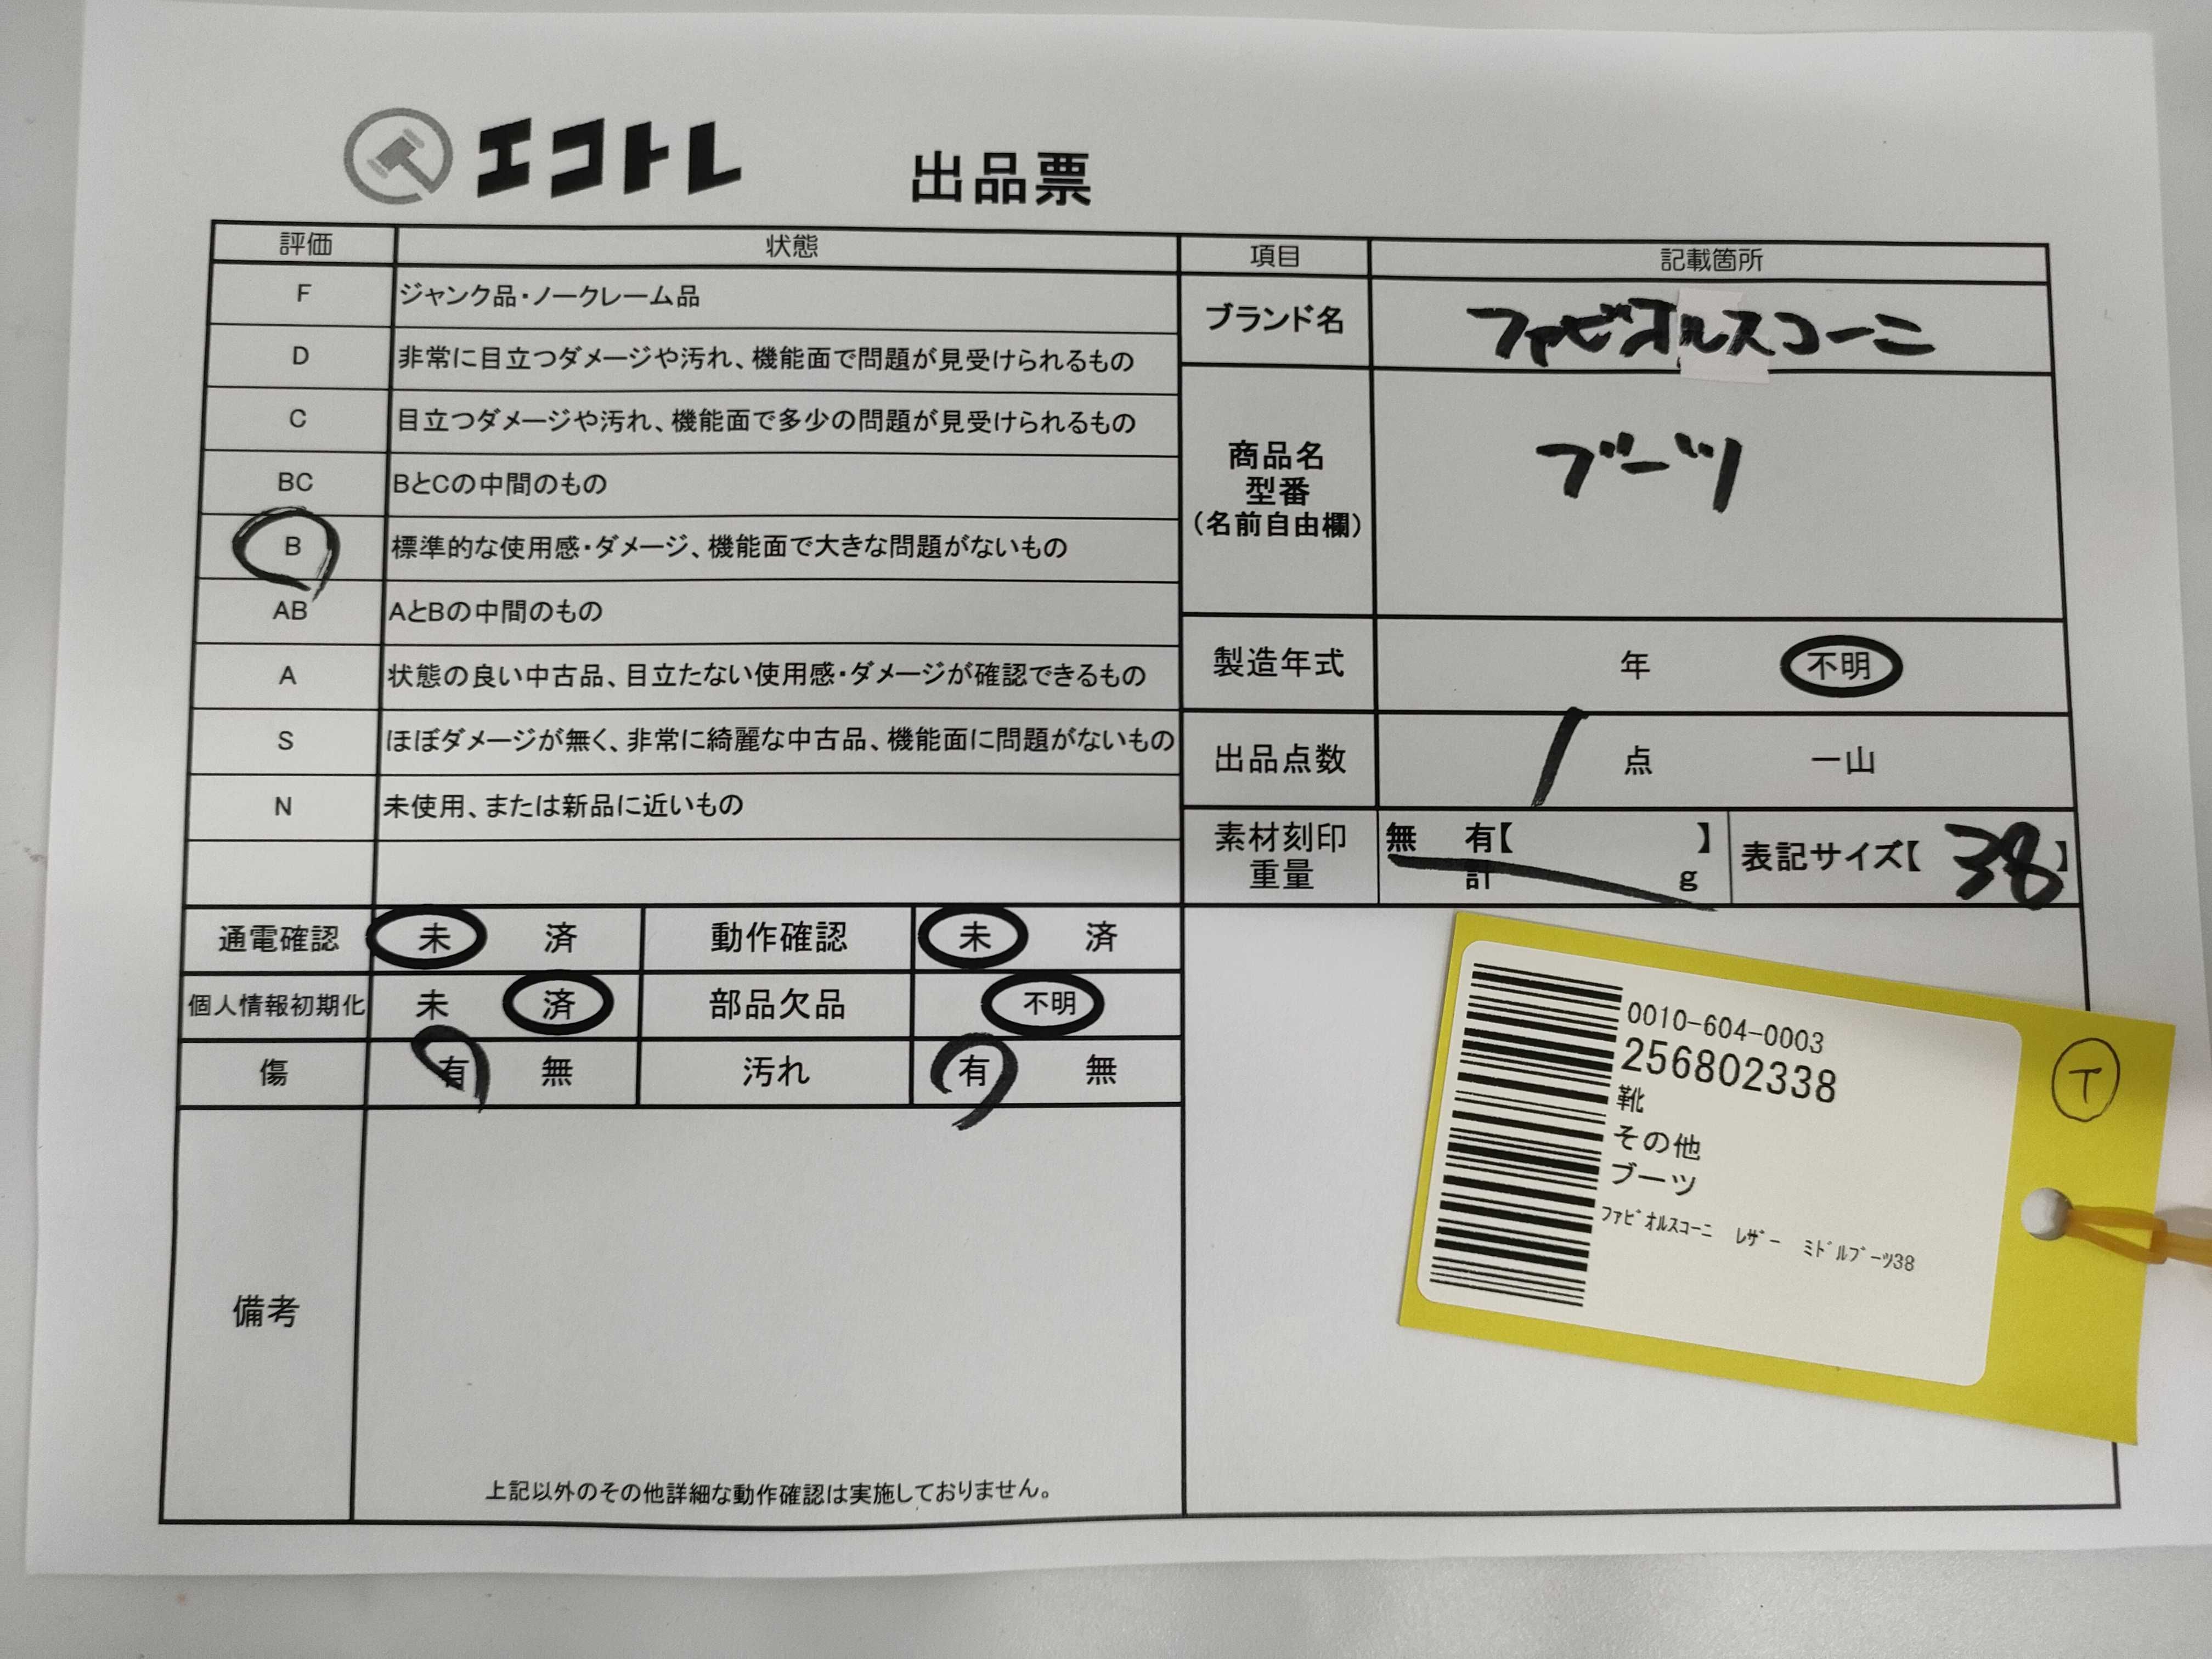 エコトレ 出品票
評価 状態 項目 記載箇所
F ジャンク品・ノークレーム品
D 非常に目立つダメージや汚れ、機能面で問題が見受けられるもの
C 目立つダメージや汚れ、機能面で多少の問題が見受けられるもの
BC BとCの中間のもの
B 標準的な使用感・ダメージ、機能面で大きな問題がないもの
AB AとBの中間のもの
A 状態の良い中古品、目立たない使用感・ダメージが確認できるもの
S ほぼダメージが無く、非常に綺麗な中古品、機能面に問題がないもの
N 未使用、または新品に近いもの
ブランド名 ファビオルスコーニ
商品名
型番
(名前自由欄)
ブーツ
製造年式 年 不明
出品点数 1 点 一山
素材刻印
重量
無 有【 】
計 g
表記サイズ【 38 】
通電確認 未 済 動作確認 未 済
個人情報初期化 未 済 部品欠品 不明
傷 有 無 汚れ 有 無
備考
上記以外のその他詳細な動作確認は実施しておりません。
0010-604-0003
256802338
靴
その他
ブーツ
ﾌｧﾋﾞｵﾙｽｺｰﾆ ﾚｻﾞｰ ﾐﾄﾞﾙﾌﾞｰﾂ38
T